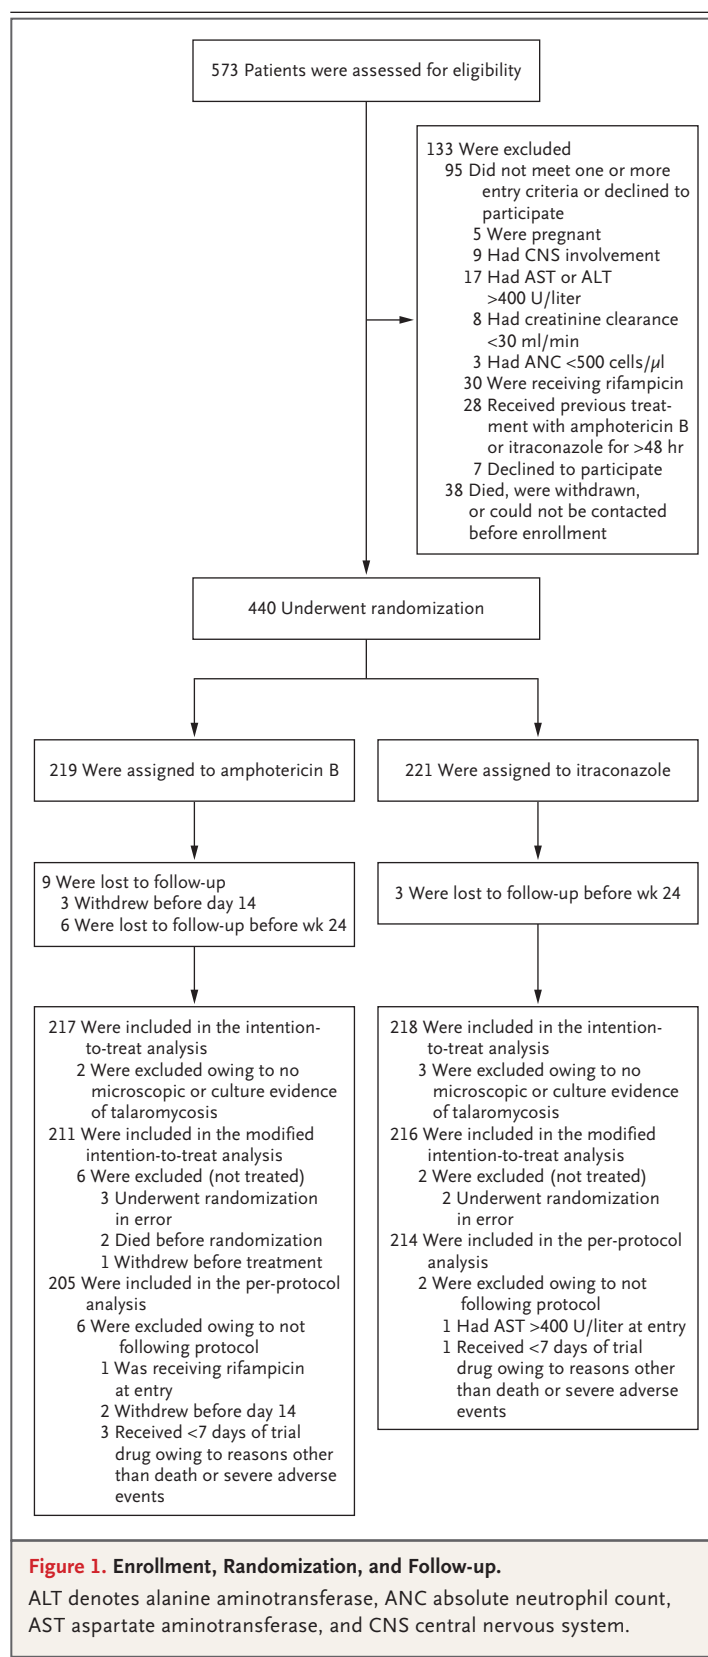 573 Patients were assessed for eligibility
133 Were excluded
95 Did not meet one or more
entry criteria or declined to
participate
5 Were pregnant
9 Had CNS involvement
17 Had AST or ALT
>400 U/liter
8 Had creatinine clearance
<30 ml/min
3 Had ANC <500 cells/μl
30 Were receiving rifampicin
28 Received previous treat-
ment with amphotericin B
or itraconazole for >48 hr
7 Declined to participate
38 Died, were withdrawn,
or could not be contacted
before enrollment
440 Underwent randomization
219 Were assigned to amphotericin B
221 Were assigned to itraconazole
9 Were lost to follow-up
3 Withdrew before day 14
6 Were lost to follow-up before wk 24
3 Were lost to follow-up before wk 24
217 Were included in the intention-
to-treat analysis
2 Were excluded owing to no
microscopic or culture evidence
of talaromycosis
211 Were included in the modified
intention-to-treat analysis
6 Were excluded (not treated)
3 Underwent randomization
in error
2 Died before randomization
1 Withdrew before treatment
205 Were included in the per-protocol
analysis
6 Were excluded owing to not
following protocol
1 Was receiving rifampicin
at entry
2 Withdrew before day 14
3 Received <7 days of trial
drug owing to reasons other
than death or severe adverse
events
218 Were included in the intention-
to-treat analysis
3 Were excluded owing to no
microscopic or culture evidence
of talaromycosis
216 Were included in the modified
intention-to-treat analysis
2 Were excluded (not treated)
2 Underwent randomization
in error
214 Were included in the per-protocol
analysis
2 Were excluded owing to not
following protocol
1 Had AST >400 U/liter at entry
1 Received <7 days of trial
drug owing to reasons other
than death or severe adverse
events
Figure 1. Enrollment, Randomization, and Follow-up.
ALT denotes alanine aminotransferase, ANC absolute neutrophil count,
AST aspartate aminotransferase, and CNS central nervous system.